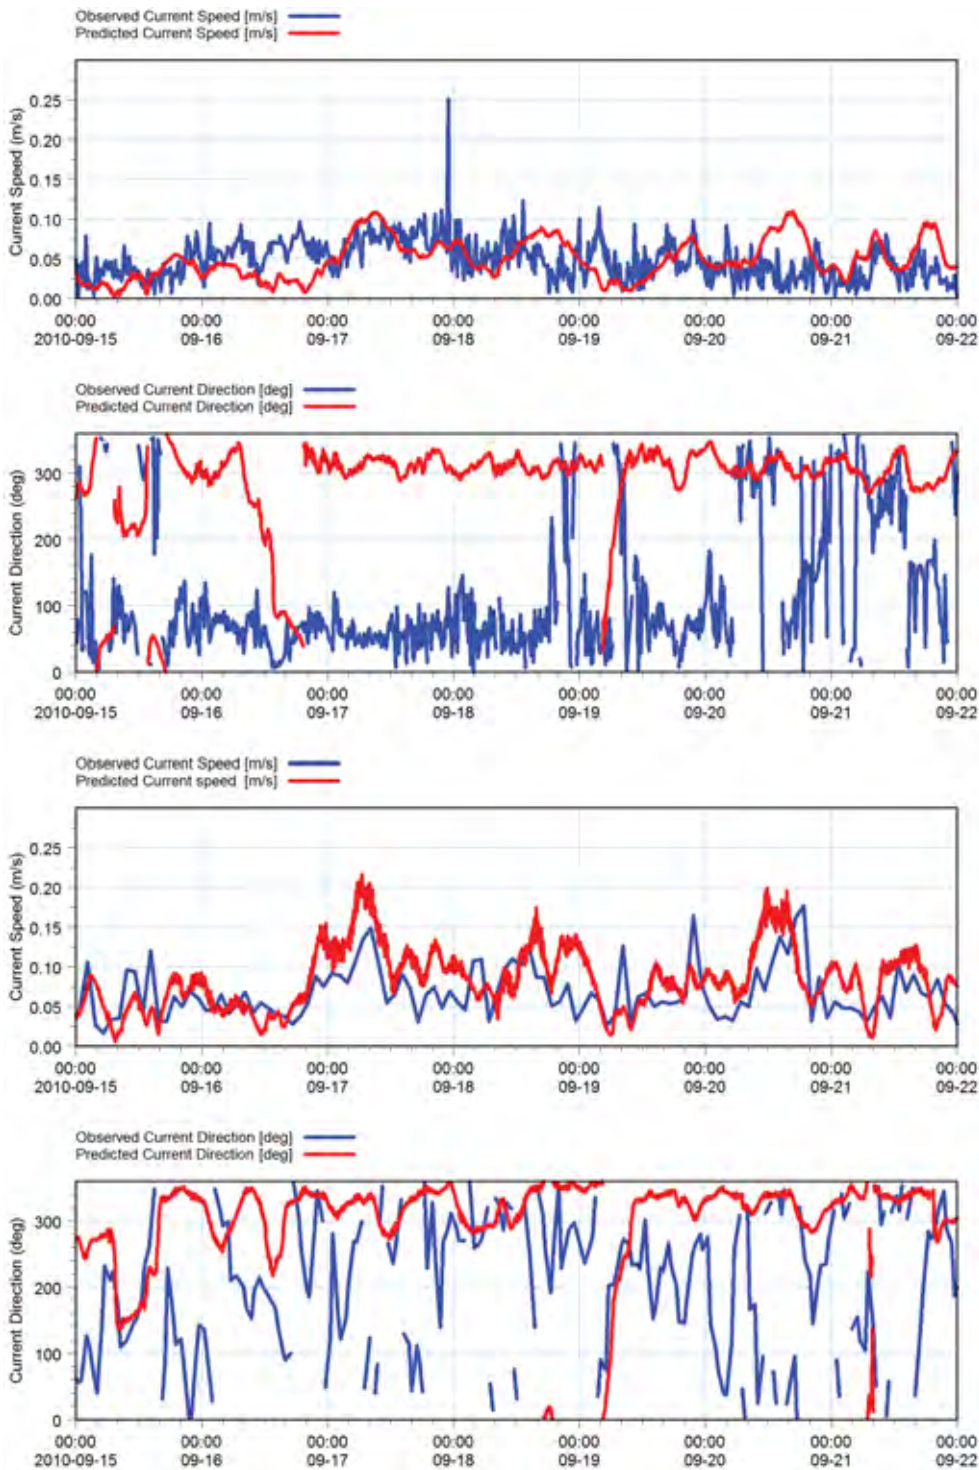 Observed Current Speed [m/s]
Predicted Current Speed [m/s]
Current Speed (m/s)
0.25
0.20
0.15
0.10
0.05
0.00
00:00 00:00 00:00 00:00 00:00 00:00 00:00 00:00
2010-09-15 09-16 09-17 09-18 09-19 09-20 09-21 09-22
Observed Current Direction [deg]
Predicted Current Direction [deg]
Current Direction (deg)
300
200
100
0
00:00 00:00 00:00 00:00 00:00 00:00 00:00 00:00
2010-09-15 09-16 09-17 09-18 09-19 09-20 09-21 09-22
Observed Current Speed [m/s]
Predicted Current speed [m/s]
Current Speed (m/s)
0.25
0.20
0.15
0.10
0.05
0.00
00:00 00:00 00:00 00:00 00:00 00:00 00:00 00:00
2010-09-15 09-16 09-17 09-18 09-19 09-20 09-21 09-22
Observed Current Direction [deg]
Predicted Current Direction [deg]
Current Direction (deg)
300
200
100
0
00:00 00:00 00:00 00:00 00:00 00:00 00:00 00:00
2010-09-15 09-16 09-17 09-18 09-19 09-20 09-21 09-22